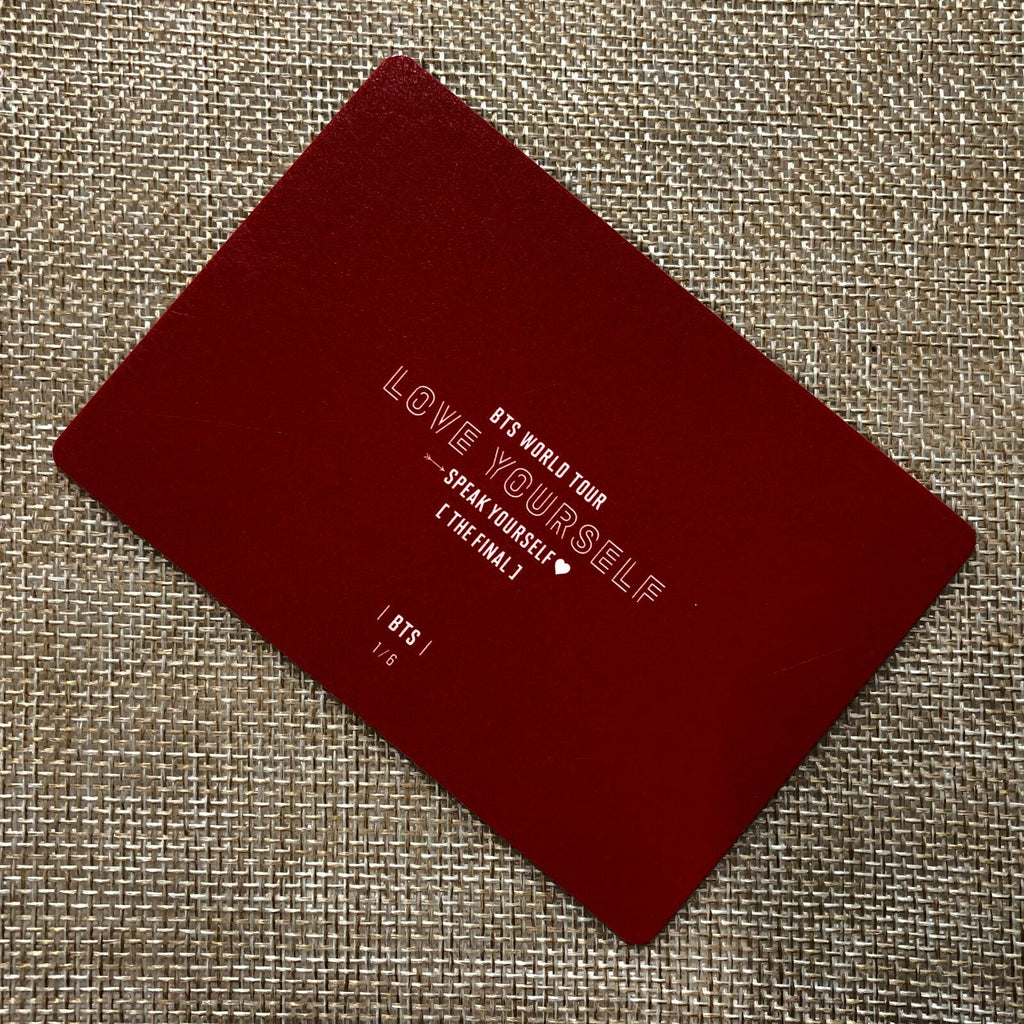 BTS WORLD TOUR
LOVE YOURSELF
SPEAK YOURSELF
[ THE FINAL ]
| BTS |
1/6